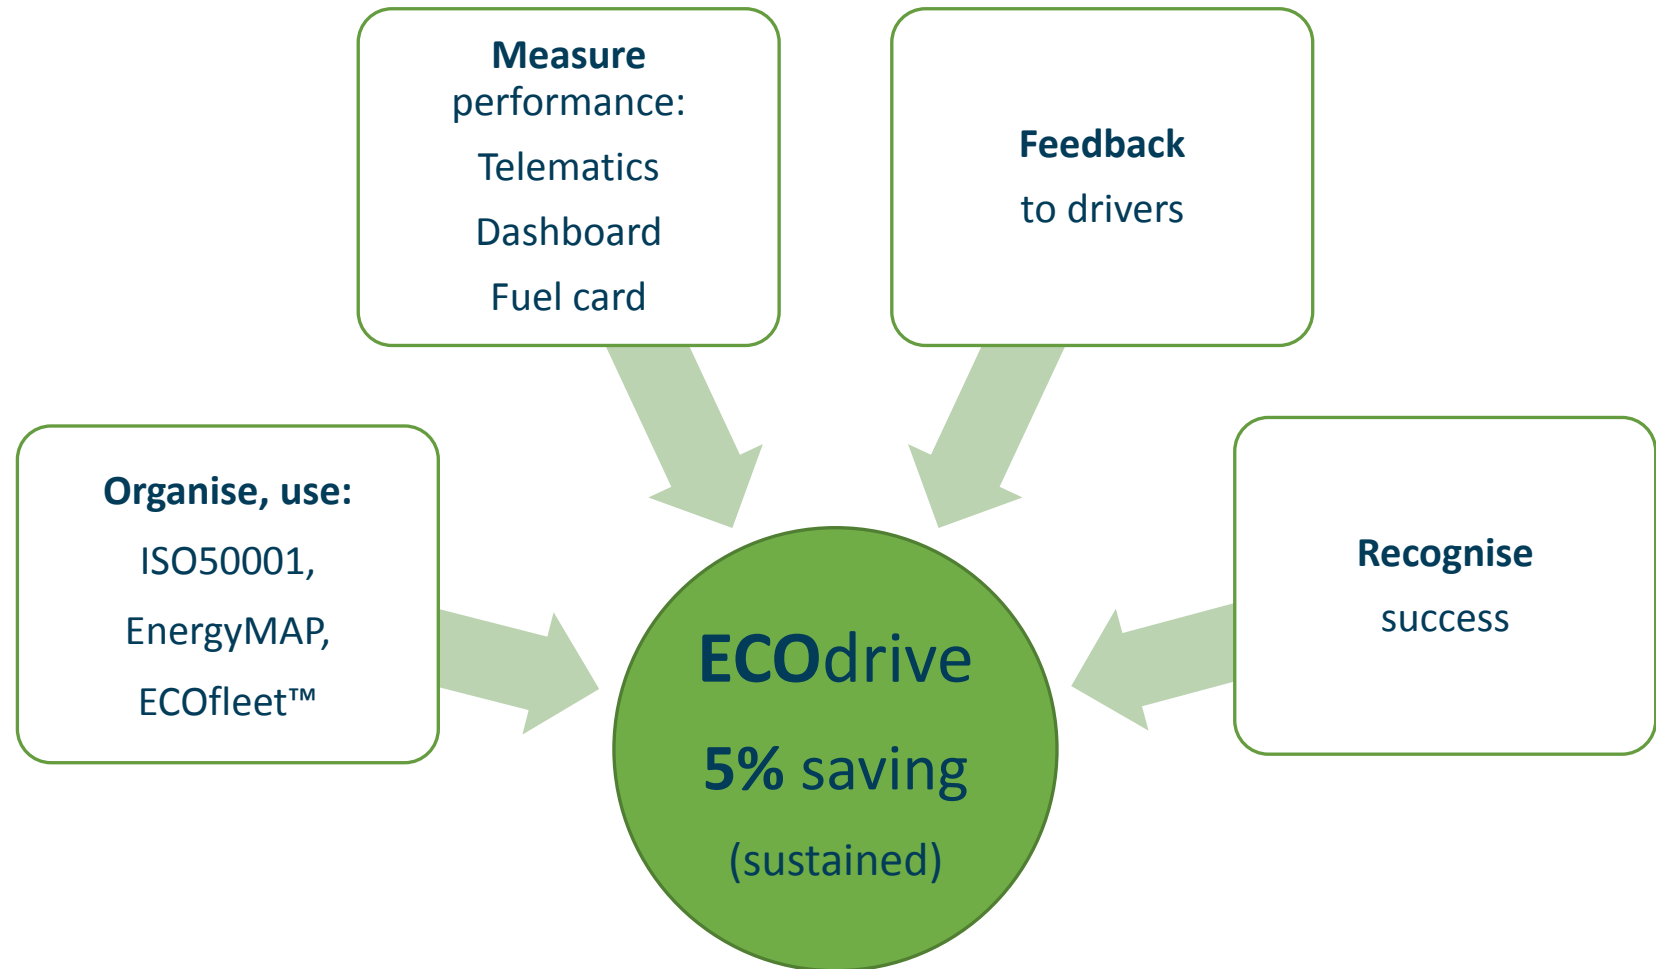 Measure
performance:
Telematics
Dashboard
Fuel card
Feedback
to drivers
Organise, use:
ISO50001,
EnergyMAP,
ECOfleet™
Recognise
success
ECOdrive
5% saving
(sustained)